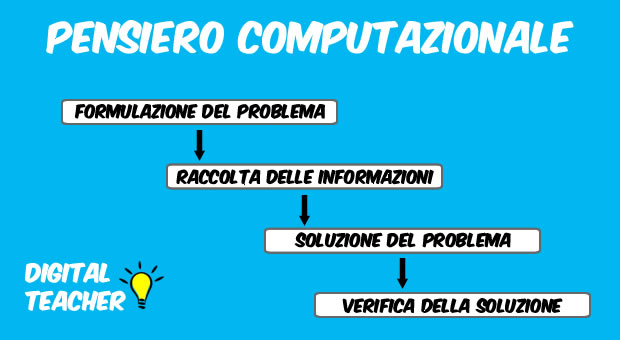 PENSIERO COMPUTAZIONALE
FORMULAZIONE DEL PROBLEMA
RACCOLTA DELLE INFORMAZIONI
SOLUZIONE DEL PROBLEMA
VERIFICA DELLA SOLUZIONE
DIGITAL
TEACHER